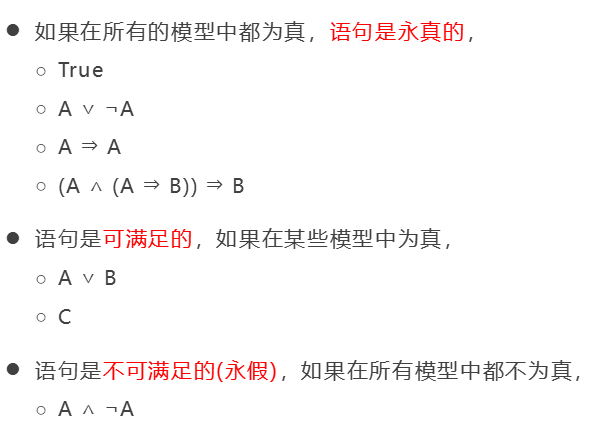 ● 如果在所有的模型中都为真，语句是永真的，
○ True
○ A ∨ ¬A
○ A ⇒ A
○ (A ∧ (A ⇒ B)) ⇒ B
● 语句是可满足的，如果在某些模型中为真，
○ A ∨ B
○ C
● 语句是不可满足的(永假)，如果在所有模型中都不为真，
○ A ∧ ¬A